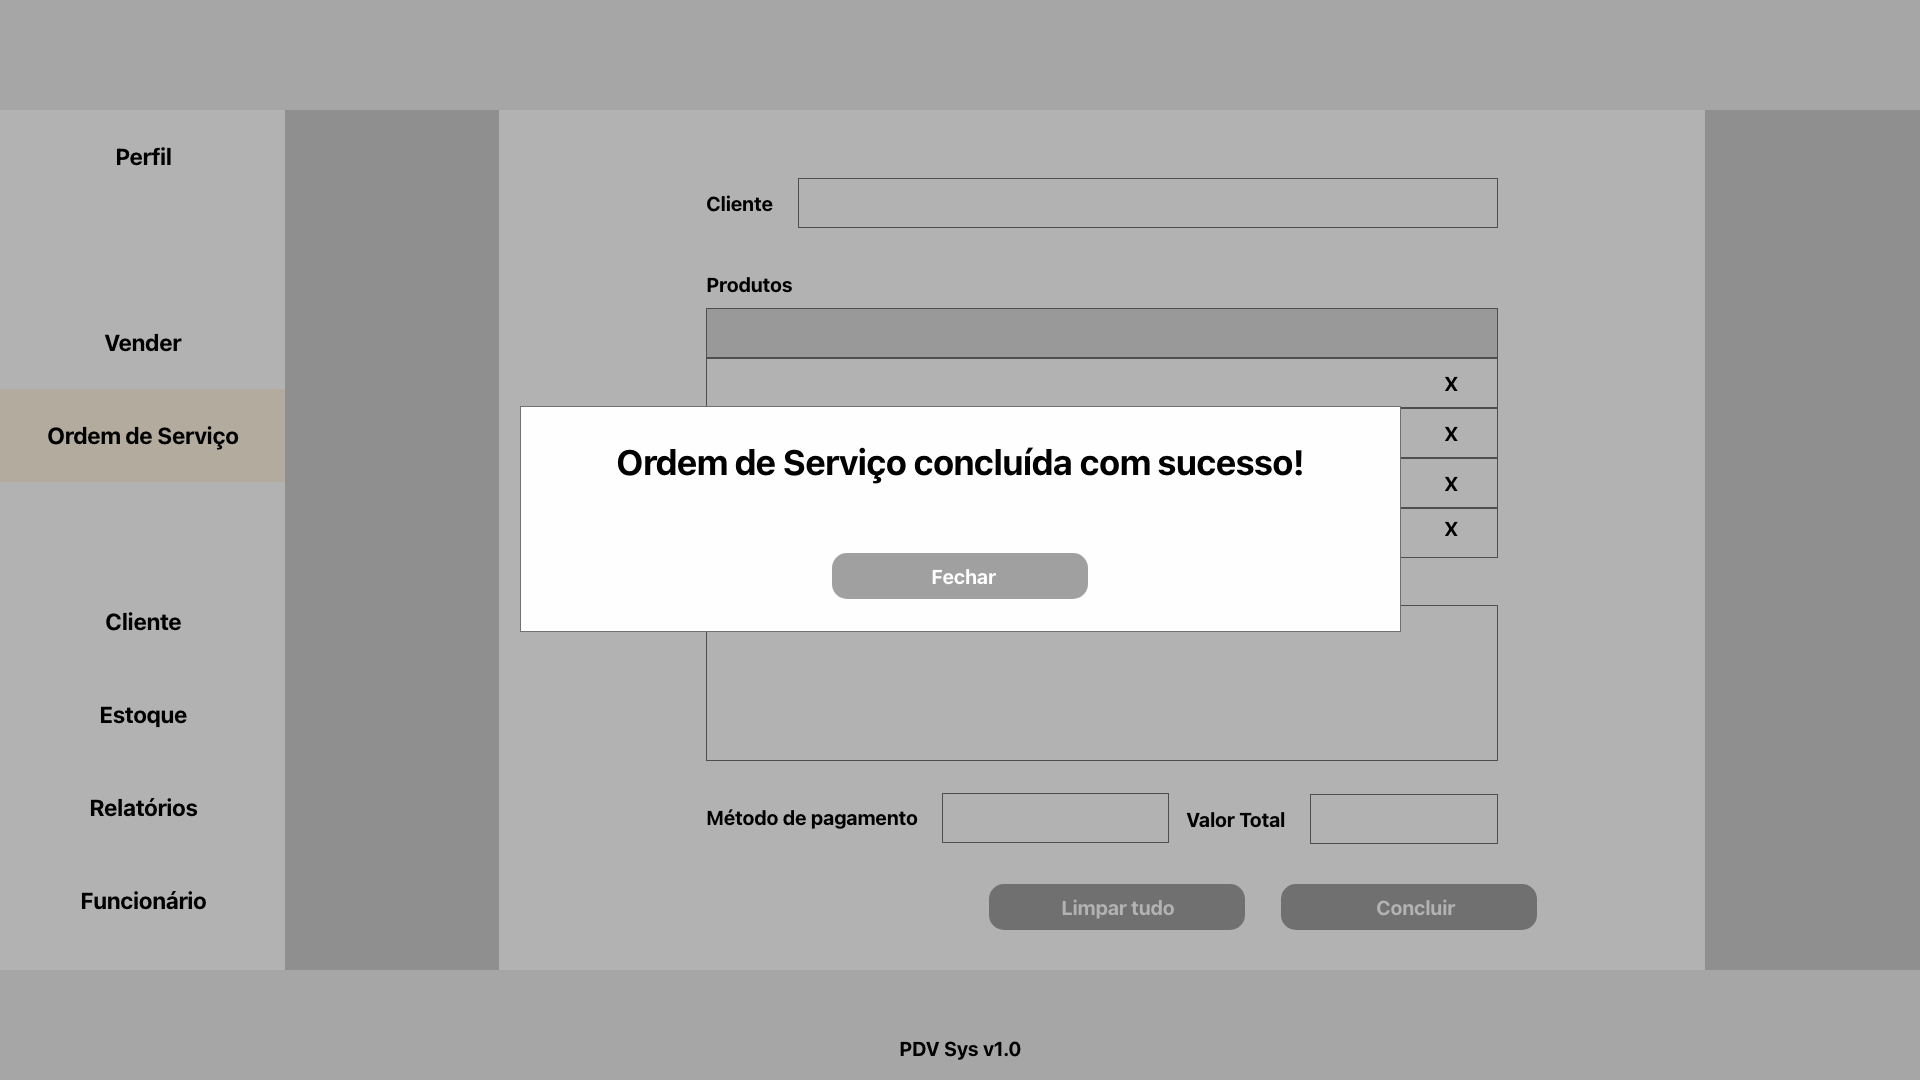 Perfil
Vender
Ordem de Serviço
Cliente
Estoque
Relatórios
Funcionário
Cliente
Produtos
X
X
X
X
Ordem de Serviço concluída com sucesso!
Fechar
Método de pagamento
Valor Total
Limpar tudo
Concluir
PDV Sys v1.0